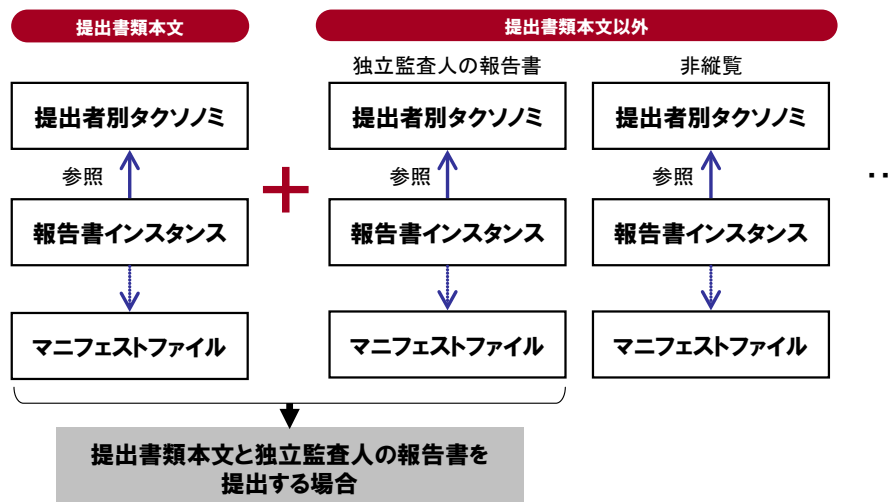 提出書類本文
提出書類本文以外
独立監査人の報告書
非縦覧
提出者別タクソノミ
提出者別タクソノミ
提出者別タクソノミ
参照
参照
参照
+
‥
報告書インスタンス
報告書インスタンス
報告書インスタンス
マニフェストファイル
マニフェストファイル
マニフェストファイル
提出書類本文と独立監査人の報告書を
提出する場合